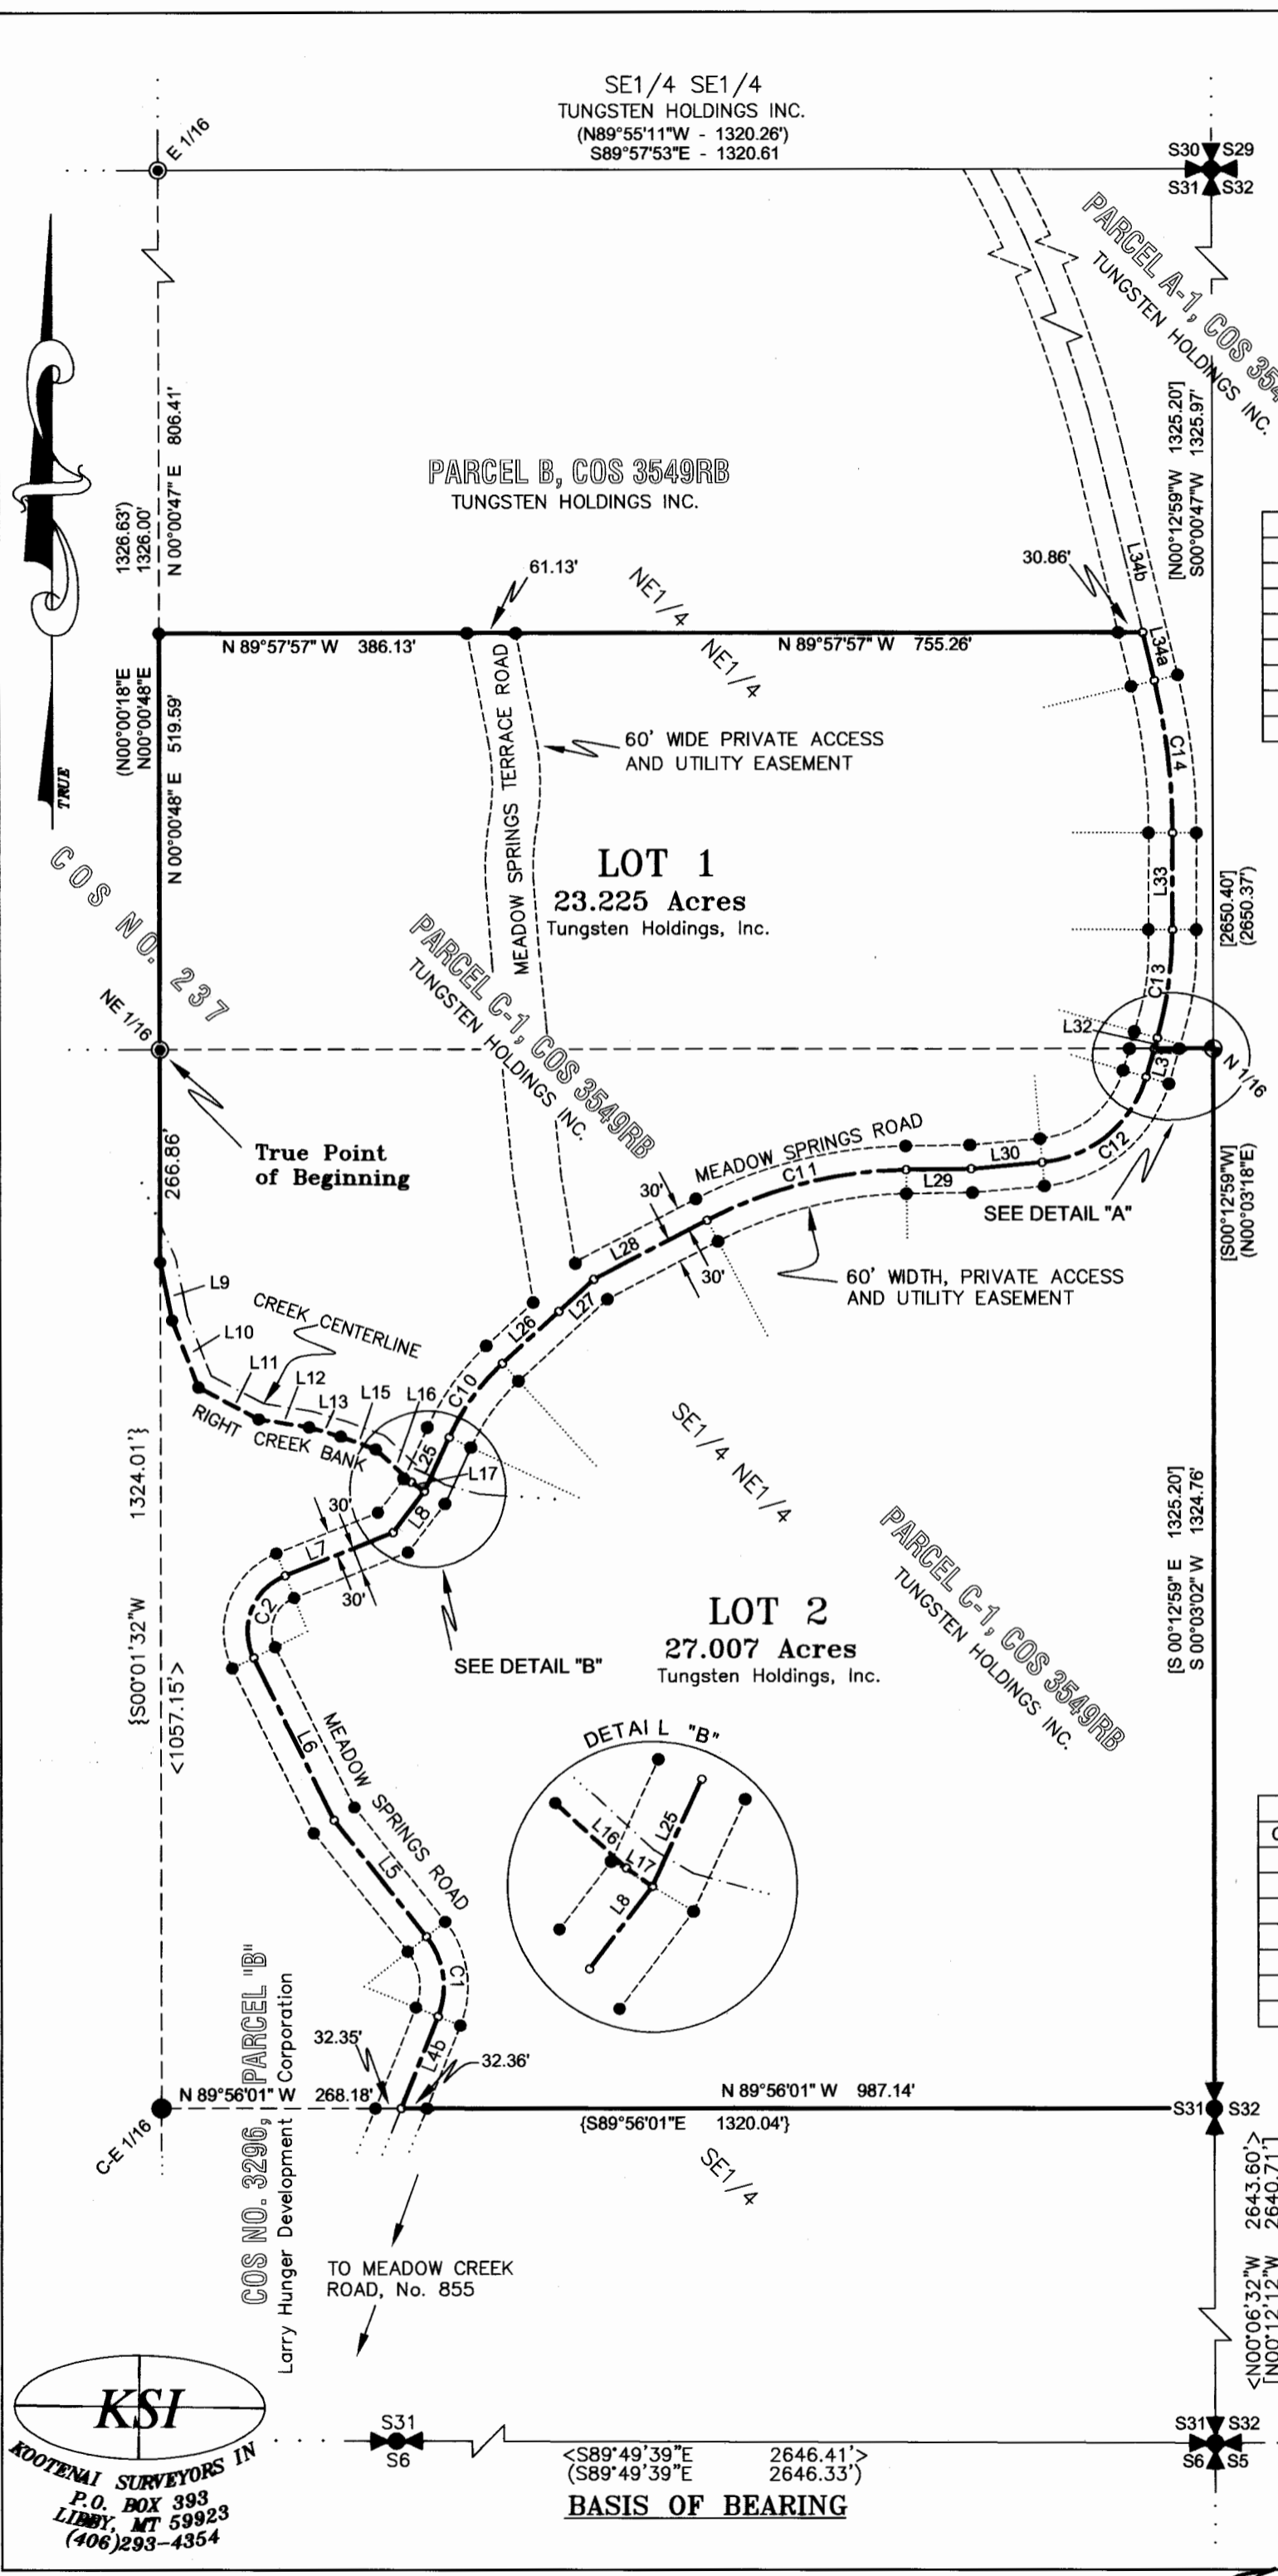 SE1/4 SE1/4
TUNGSTEN HOLDINGS INC.
(N89°55'11"W - 1320.26')
S89°57'53"E - 1320.61
E 1/16
S30 S29
S31 S32
PARCEL A-1, COS
TUNGSTEN HOLDINGS INC.
[N00°12'59"W 1325.20']
S00°00'47"W 1325.97'
1326.63')
1326.00'
N 00°00'47" E 806.41'
PARCEL B, COS 3549RB
TUNGSTEN HOLDINGS INC.
61.13'
30.86'
L34b
NE1/4
NE1/4
N 89°57'57" W 386.13'
N 89°57'57" W 755.26'
L34a
(N00°00'18"E
N00°00'48"E
N 00°00'48" E 519.59'
TRUE
MEADOW SPRINGS TERRACE ROAD
60' WIDE PRIVATE ACCESS
AND UTILITY EASEMENT
C14
COS NO. 237
LOT 1
23.225 Acres
Tungsten Holdings, Inc.
L33
[2650.40']
(2650.37')
PARCEL C-1, COS 3549RB
TUNGSTEN HOLDINGS INC.
C13
NE 1/16
L32
L31
N 1/16
True Point
of Beginning
266.86'
MEADOW SPRINGS ROAD
C11
L30
L29
C12
SEE DETAIL "A"
[S00°12'59"W]
(N00°03'18"E)
30'
L28
30'
60' WIDTH, PRIVATE ACCESS
AND UTILITY EASEMENT
L27
L26
L9
L10
CREEK CENTERLINE
L11
L12
L13
L15
L16
C10
RIGHT CREEK BANK
L25
L17
SE1/4 NE1/4
30'
L8
L7
30'
C2
1324.01'}
{S00°01'32"W
<1057.15'>
SEE DETAIL "B"
LOT 2
27.007 Acres
Tungsten Holdings, Inc.
PARCEL C-1, COS 3549RB
TUNGSTEN HOLDINGS INC.
[S 00°12'59" E 1325.20']
S 00°03'02" W 1324.76'
L6
MEADOW SPRINGS ROAD
L5
DETAIL "B"
L16
L17
L25
L8
C1
COS NO. 3296, PARCEL "B"
Larry Hunger Development Corporation
32.35'
L4b
32.36'
N 89°56'01" W 268.18'
N 89°56'01" W 987.14'
{S89°56'01"E 1320.04'}
S31 S32
C-E 1/16
SE1/4
TO MEADOW CREEK
ROAD, No. 855
<N00°06'32"W 2643.60'>
[N00°12'12"W 2640.71']
KSI
KOOTENAI SURVEYORS IN
P.O. BOX 393
LIBBY, MT 59923
(406)293-4354
S31
S6
<S89°49'39"E 2646.41'>
(S89°49'39"E 2646.33')
BASIS OF BEARING
S31 S32
S6 S5